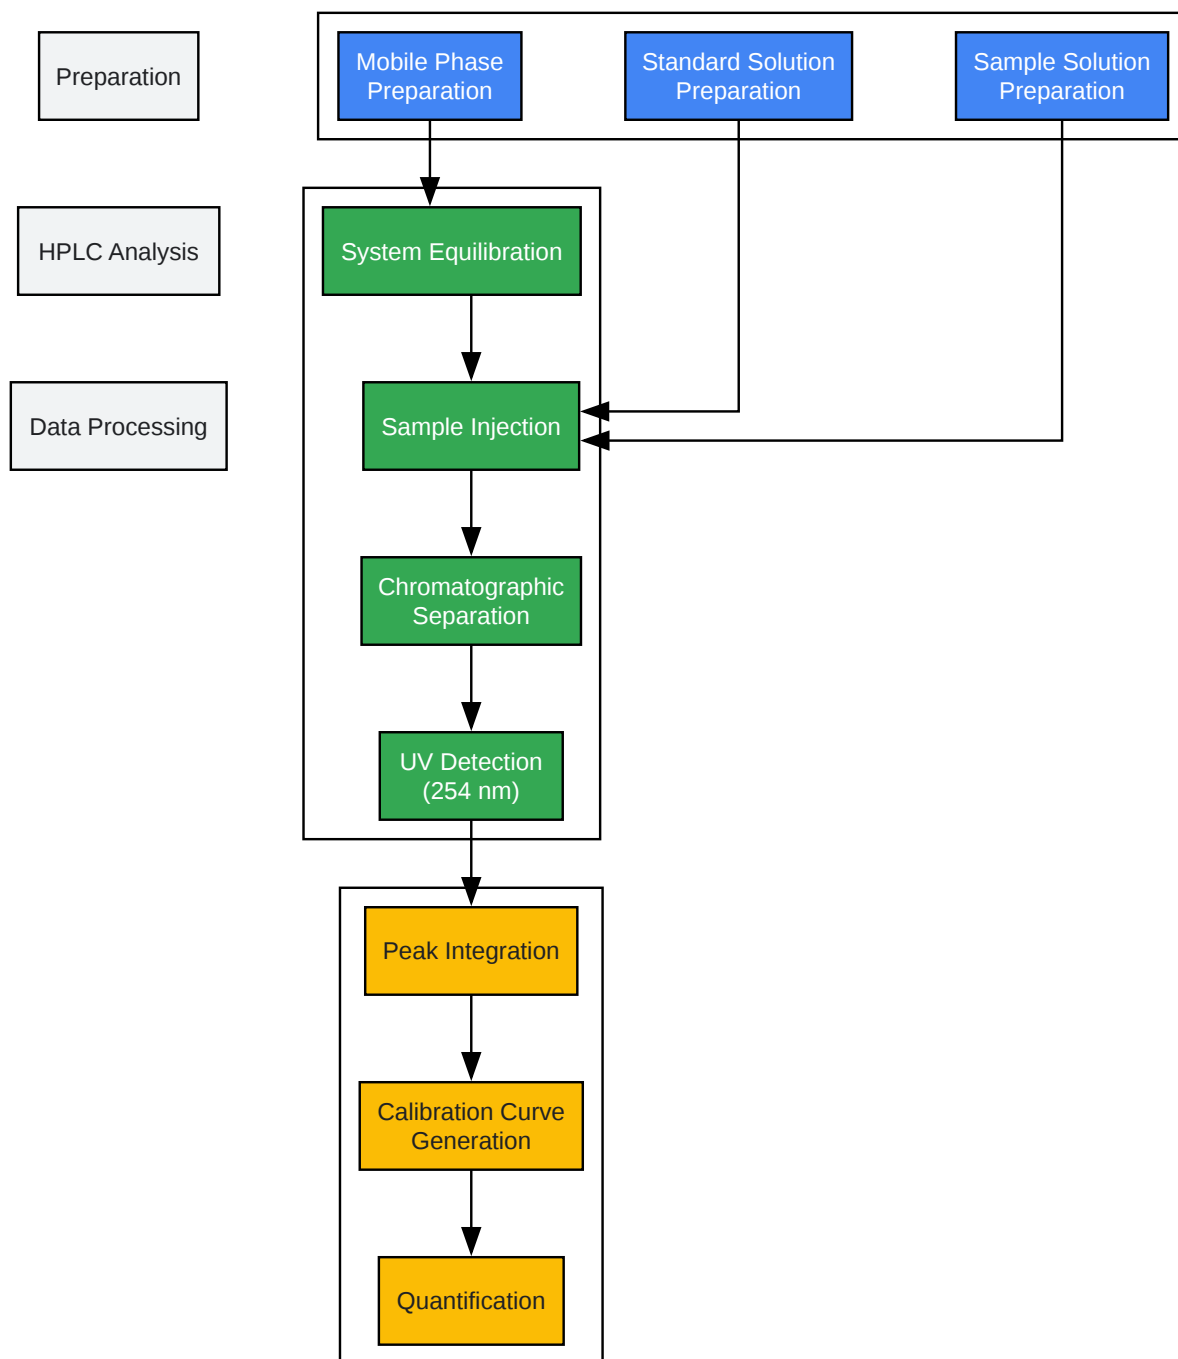 Preparation
Mobile Phase
Preparation
Standard Solution
Preparation
Sample Solution
Preparation
HPLC Analysis
System Equilibration
Data Processing
Sample Injection
Chromatographic
Separation
UV Detection
(254 nm)
Peak Integration
Calibration Curve
Generation
Quantification